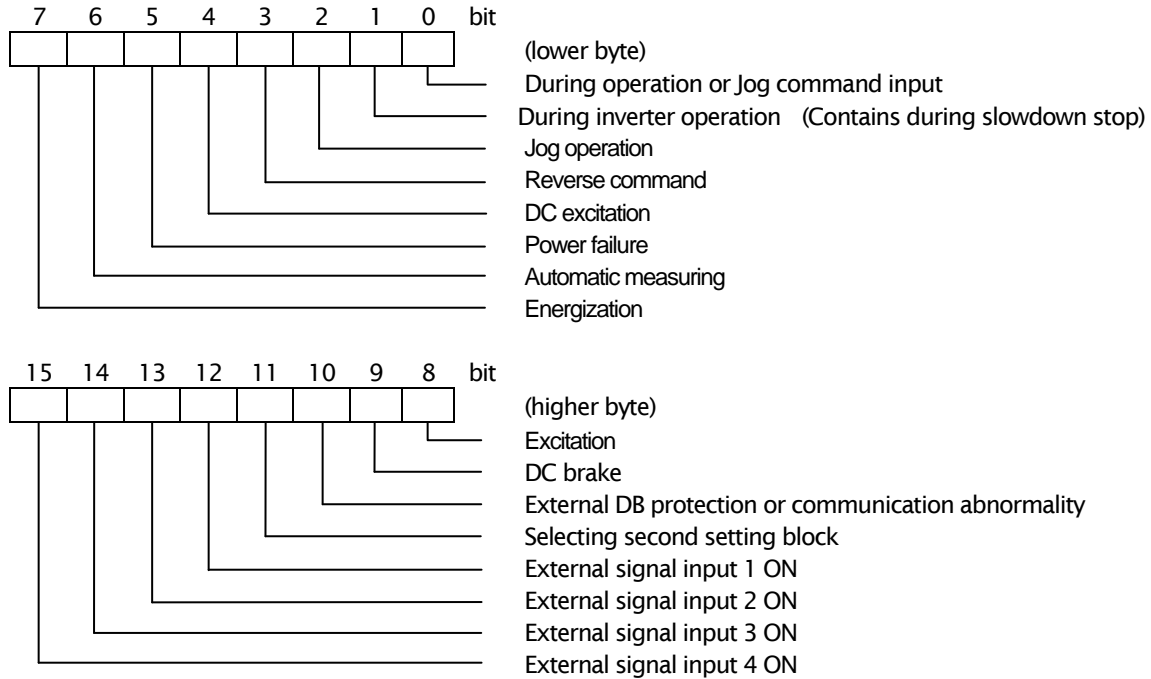 7 6 5 4 3 2 1 0 bit
(lower byte)
During operation or Jog command input
During inverter operation (Contains during slowdown stop)
Jog operation
Reverse command
DC excitation
Power failure
Automatic measuring
Energization
15 14 13 12 11 10 9 8 bit
(higher byte)
Excitation
DC brake
External DB protection or communication abnormality
Selecting second setting block
External signal input 1 ON
External signal input 2 ON
External signal input 3 ON
External signal input 4 ON